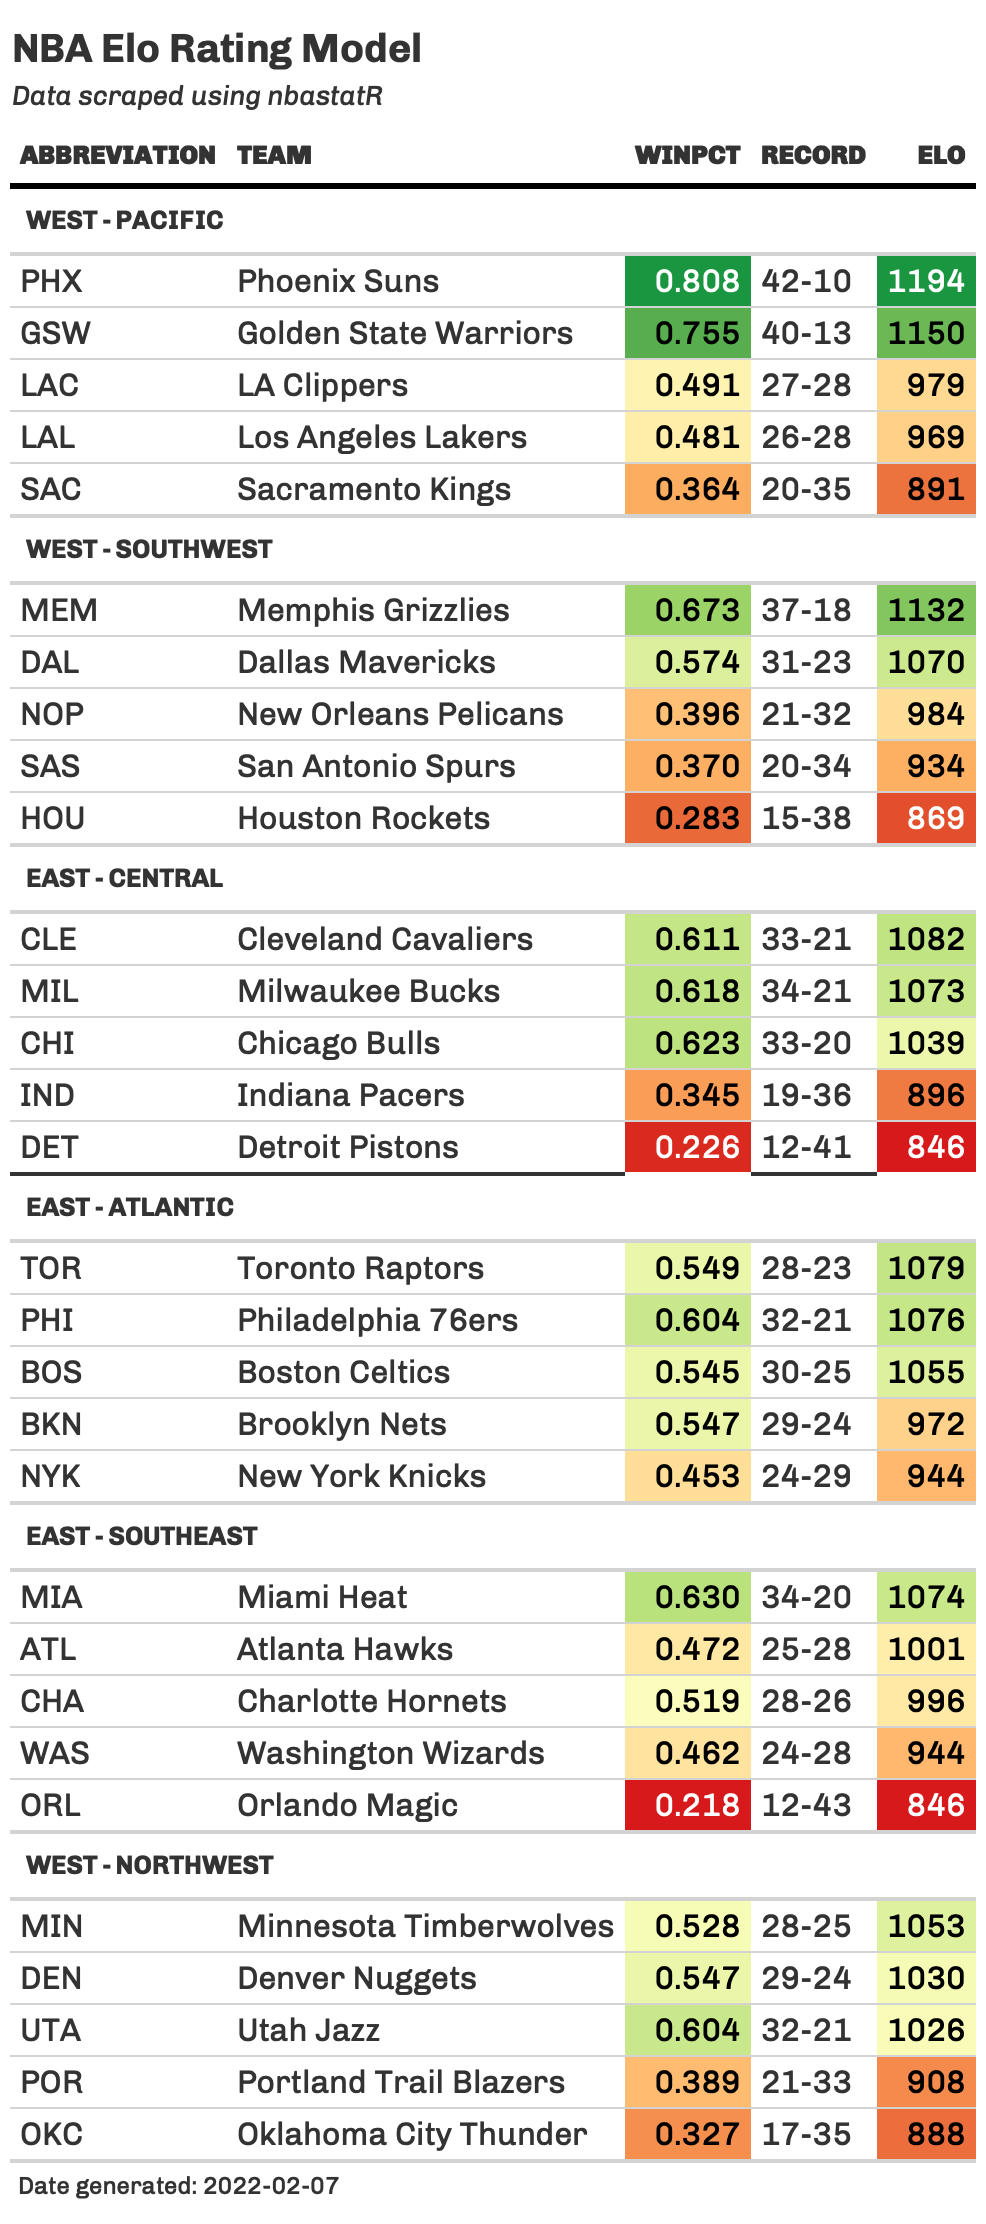 NBA Elo Rating Model
Data scraped using nbastatR
ABBREVIATION TEAM WINPCT RECORD ELO
WEST - PACIFIC
PHX Phoenix Suns 0.808 42-10 1194
GSW Golden State Warriors 0.755 40-13 1150
LAC LA Clippers 0.491 27-28 979
LAL Los Angeles Lakers 0.481 26-28 969
SAC Sacramento Kings 0.364 20-35 891
WEST - SOUTHWEST
MEM Memphis Grizzlies 0.673 37-18 1132
DAL Dallas Mavericks 0.574 31-23 1070
NOP New Orleans Pelicans 0.396 21-32 984
SAS San Antonio Spurs 0.370 20-34 934
HOU Houston Rockets 0.283 15-38 869
EAST - CENTRAL
CLE Cleveland Cavaliers 0.611 33-21 1082
MIL Milwaukee Bucks 0.618 34-21 1073
CHI Chicago Bulls 0.623 33-20 1039
IND Indiana Pacers 0.345 19-36 896
DET Detroit Pistons 0.226 12-41 846
EAST - ATLANTIC
TOR Toronto Raptors 0.549 28-23 1079
PHI Philadelphia 76ers 0.604 32-21 1076
BOS Boston Celtics 0.545 30-25 1055
BKN Brooklyn Nets 0.547 29-24 972
NYK New York Knicks 0.453 24-29 944
EAST - SOUTHEAST
MIA Miami Heat 0.630 34-20 1074
ATL Atlanta Hawks 0.472 25-28 1001
CHA Charlotte Hornets 0.519 28-26 996
WAS Washington Wizards 0.462 24-28 944
ORL Orlando Magic 0.218 12-43 846
WEST - NORTHWEST
MIN Minnesota Timberwolves 0.528 28-25 1053
DEN Denver Nuggets 0.547 29-24 1030
UTA Utah Jazz 0.604 32-21 1026
POR Portland Trail Blazers 0.389 21-33 908
OKC Oklahoma City Thunder 0.327 17-35 888
Date generated: 2022-02-07